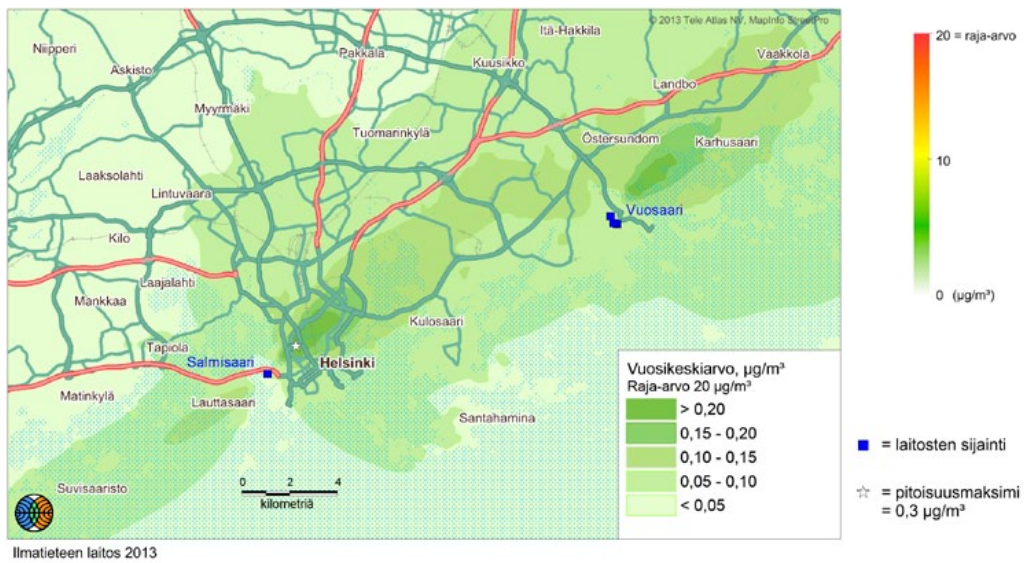 © 2013 Tele Atlas NV, MapInfo StreetPro
Itä-Hakkila
Niipperi
Pakkala
Vaakkola
Kuusikko
Askisto
Landbo
Myyrmäki
Tuomarinkylä
Östersundom
Karhusaari
Laaksolahti
Lintuvaara
Vuosaari
Kilo
Laajalahti
Mankkaa
Kulosaari
Tapiola
Salmisaari
Helsinki
Matinkylä
Lauttasaari
Santahamina
Suvisaaristo
0 2 4
kilometriä
Vuosikeskiarvo, µg/m³
Raja-arvo 20 µg/m³
> 0,20
0,15 - 0,20
0,10 - 0,15
0,05 - 0,10
< 0,05
20 = raja-arvo
10
0 (µg/m³)
= laitosten sijainti
= pitoisuusmaksimi
= 0,3 µg/m³
Ilmatieteen laitos 2013